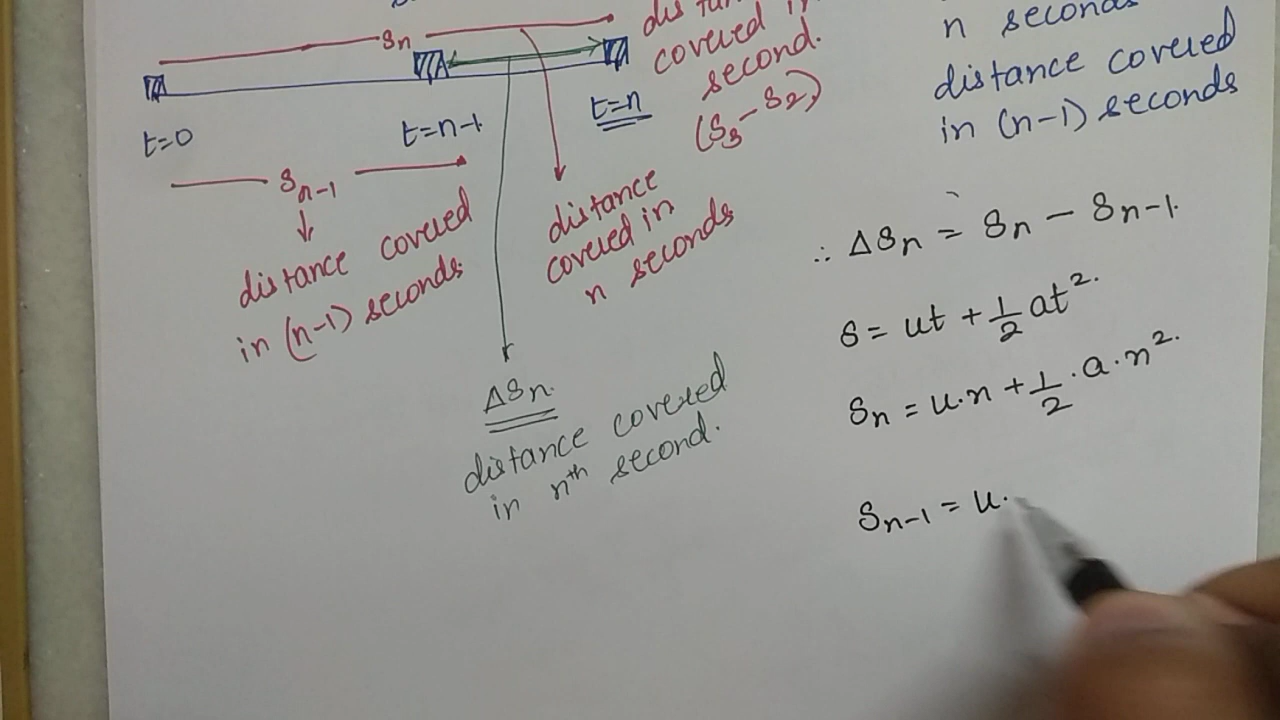 Sn
t=0
t=n-1
t=n
Sn-1
distance covered
in (n-1) seconds
distance
covered in
n seconds
covered in
second.
(S3 - S2)
ΔSn.
distance covered
in nth second.
n seconds
distance covered
in (n-1) seconds
∴ ΔSn = Sn - Sn-1.
S = ut + 1/2 at².
Sn = u.n + 1/2 . a . n².
Sn-1 = u.